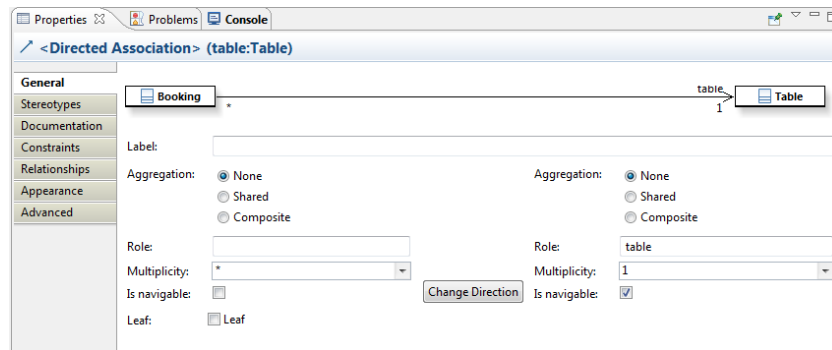 Properties Problems Console
<Directed Association> (table:Table)
General
Stereotypes
Documentation
Constraints
Relationships
Appearance
Advanced
Booking * table 1 Table
Label:
Aggregation: None Aggregation: None
Shared Shared
Composite Composite
Role: Role: table
Multiplicity: * Multiplicity: 1
Is navigable: Change Direction Is navigable:
Leaf: Leaf